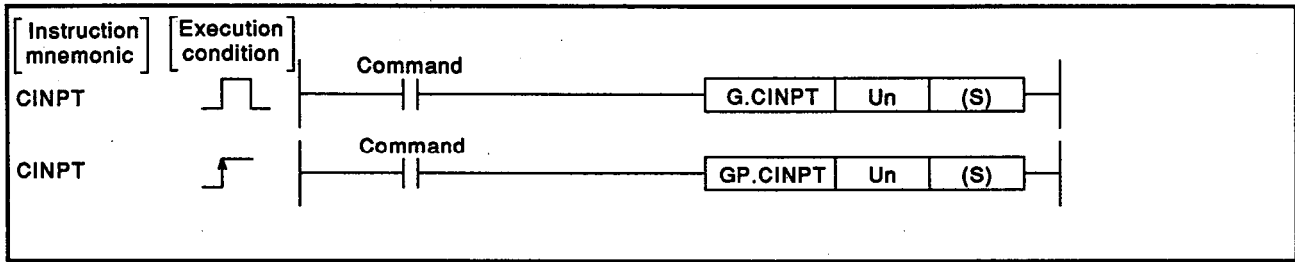 [Instruction mnemonic] [Execution condition]
Command
CINPT G.CINPT Un (S)
Command
CINPT GP.CINPT Un (S)